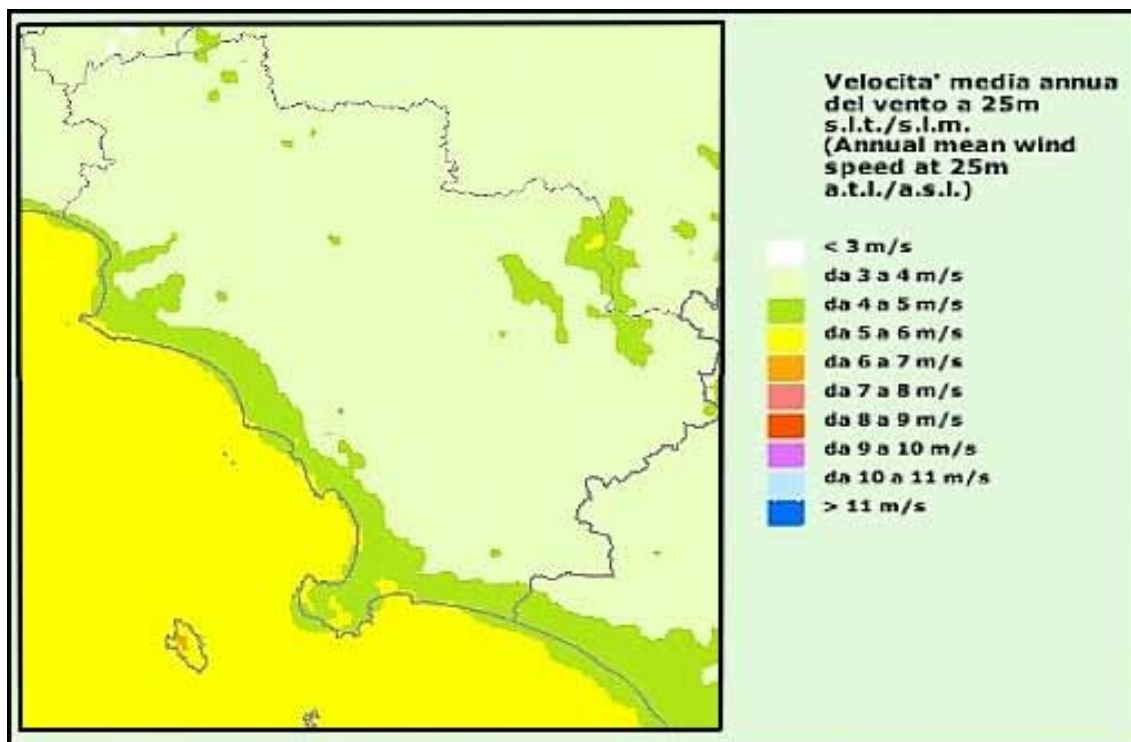 Velocita' media annua
del vento a 25m
s.l.t./s.l.m.
(Annual mean wind
speed at 25m
a.t.l./a.s.l.)
< 3 m/s
da 3 a 4 m/s
da 4 a 5 m/s
da 5 a 6 m/s
da 6 a 7 m/s
da 7 a 8 m/s
da 8 a 9 m/s
da 9 a 10 m/s
da 10 a 11 m/s
> 11 m/s